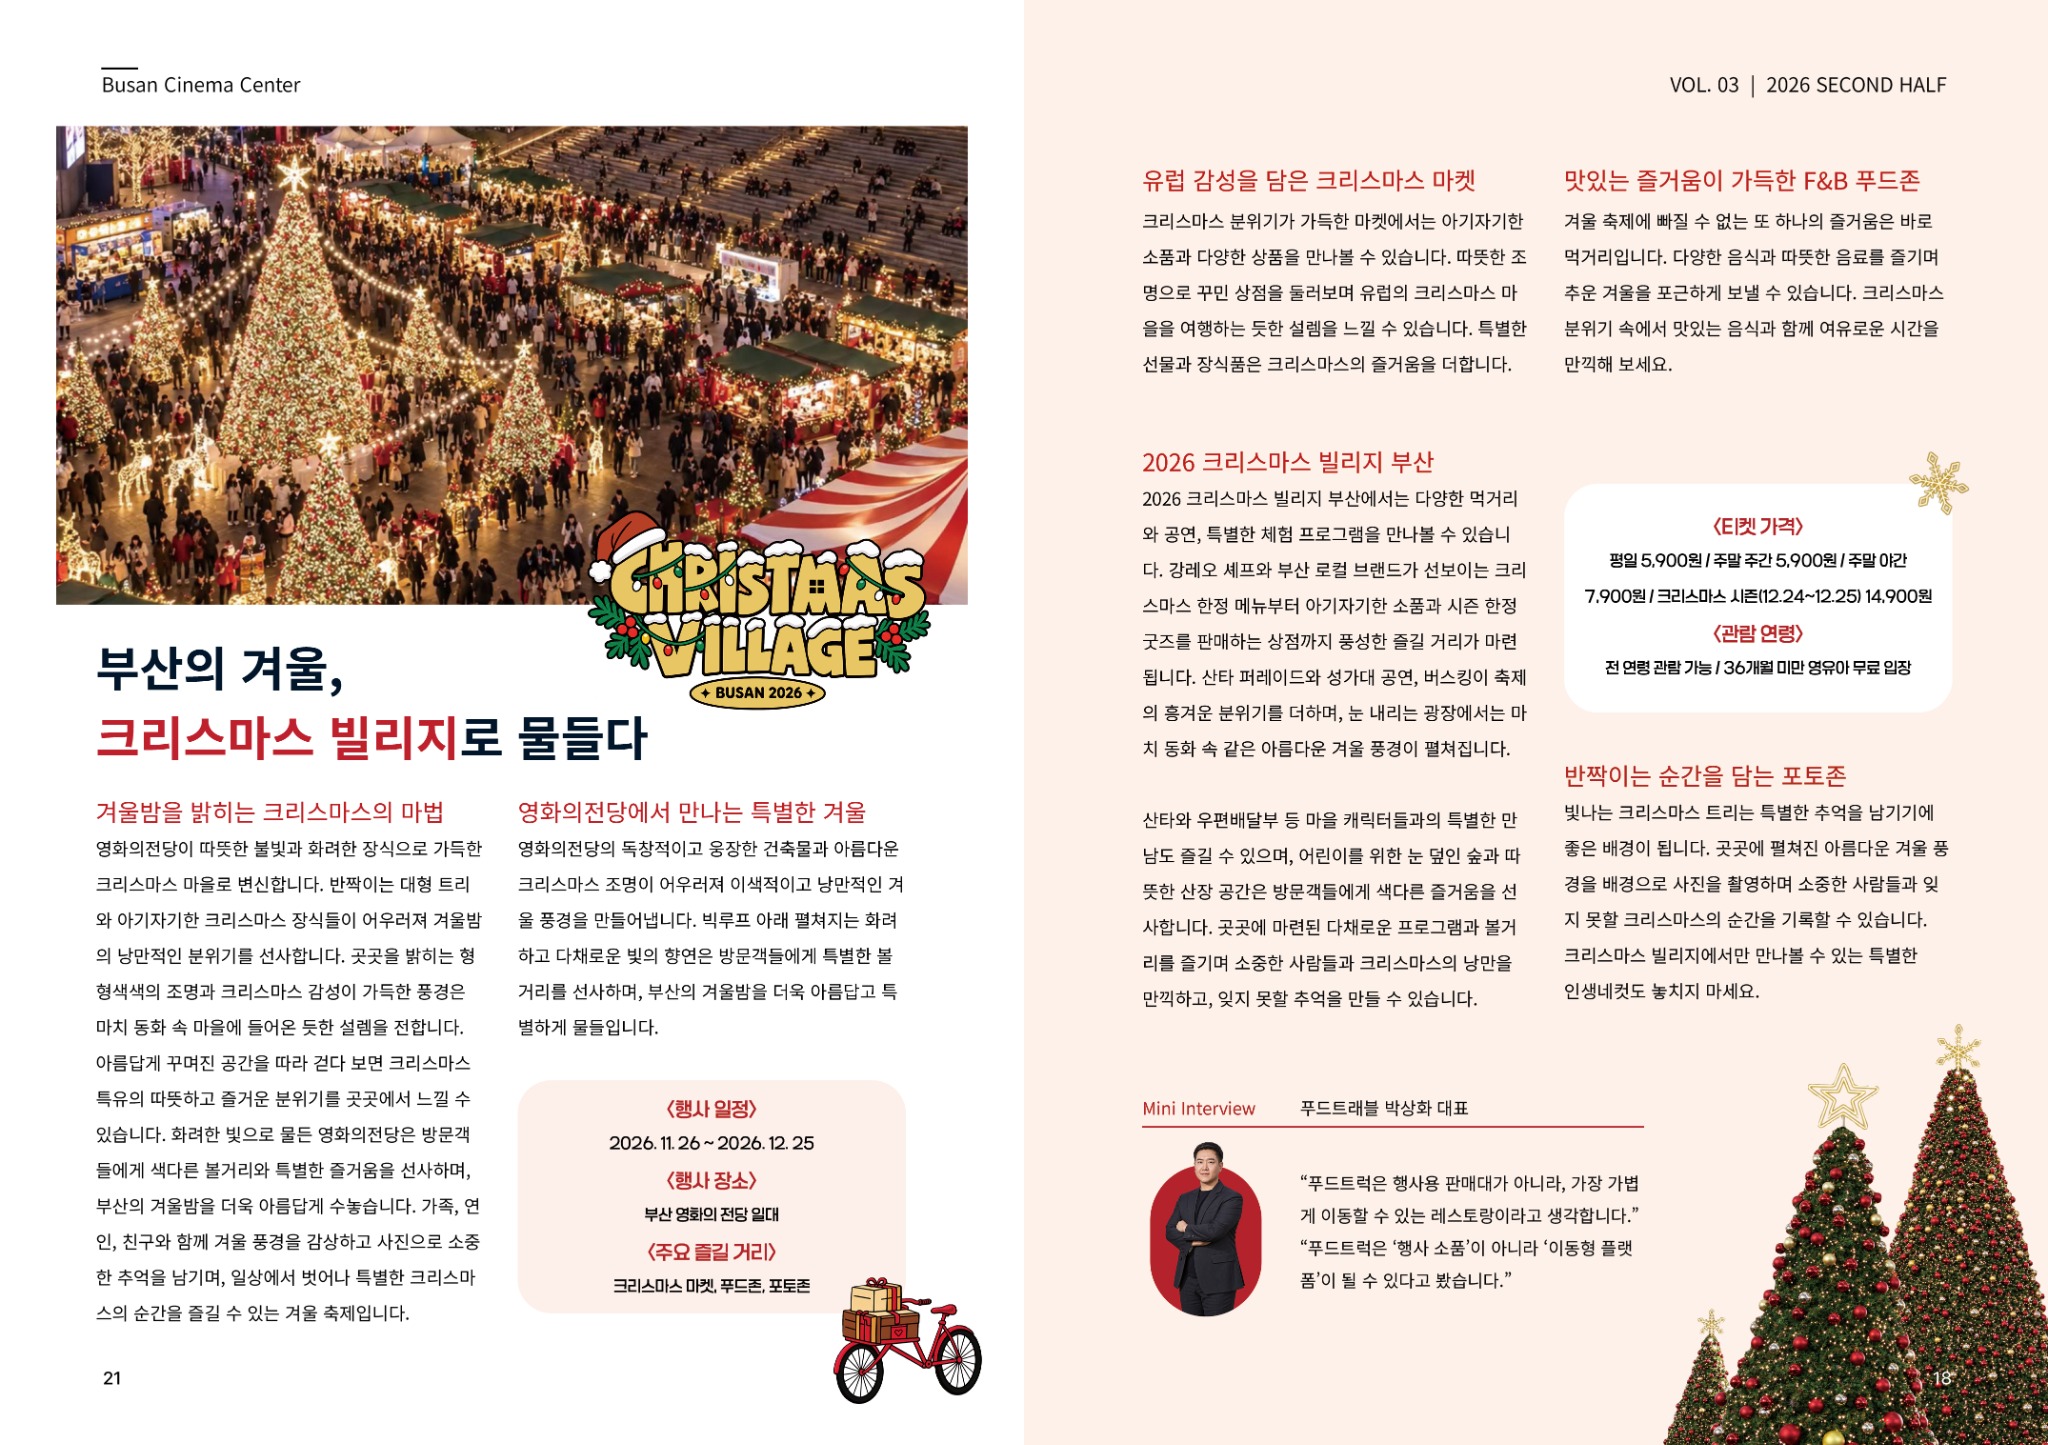 Busan Cinema Center
CHRISTMAS
VILLAGE
BUSAN 2026
부산의 겨울,
크리스마스 빌리지로 물들다
겨울밤을 밝히는 크리스마스의 마법
영화의전당이 따뜻한 불빛과 화려한 장식으로 가득한
크리스마스 마을로 변신합니다. 반짝이는 대형 트리
와 아기자기한 크리스마스 장식들이 어우러져 겨울밤
의 낭만적인 분위기를 선사합니다. 곳곳을 밝히는 형
형색색의 조명과 크리스마스 감성이 가득한 풍경은
마치 동화 속 마을에 들어온 듯한 설렘을 전합니다.
아름답게 꾸며진 공간을 따라 걷다 보면 크리스마스
특유의 따뜻하고 즐거운 분위기를 곳곳에서 느낄 수
있습니다. 화려한 빛으로 물든 영화의전당은 방문객
들에게 색다른 볼거리와 특별한 즐거움을 선사하며,
부산의 겨울밤을 더욱 아름답게 수놓습니다. 가족, 연
인, 친구와 함께 겨울 풍경을 감상하고 사진으로 소중
한 추억을 남기며, 일상에서 벗어나 특별한 크리스마
스의 순간을 즐길 수 있는 겨울 축제입니다.
영화의전당에서 만나는 특별한 겨울
영화의전당의 독창적이고 웅장한 건축물과 아름다운
크리스마스 조명이 어우러져 이색적이고 낭만적인 겨
울 풍경을 만들어냅니다. 빅루프 아래 펼쳐지는 화려
하고 다채로운 빛의 향연은 방문객들에게 특별한 볼
거리를 선사하며, 부산의 겨울밤을 더욱 아름답고 특
별하게 물들입니다.
〈행사 일정〉
2026. 11. 26 ~ 2026. 12. 25
〈행사 장소〉
부산 영화의 전당 일대
〈주요 즐길 거리〉
크리스마스 마켓, 푸드존, 포토존
21
VOL. 03 | 2026 SECOND HALF
유럽 감성을 담은 크리스마스 마켓
크리스마스 분위기가 가득한 마켓에서는 아기자기한
소품과 다양한 상품을 만나볼 수 있습니다. 따뜻한 조
명으로 꾸민 상점을 둘러보며 유럽의 크리스마스 마
을을 여행하는 듯한 설렘을 느낄 수 있습니다. 특별한
선물과 장식품은 크리스마스의 즐거움을 더합니다.
2026 크리스마스 빌리지 부산
2026 크리스마스 빌리지 부산에서는 다양한 먹거리
와 공연, 특별한 체험 프로그램을 만나볼 수 있습니
다. 강레오 셰프와 부산 로컬 브랜드가 선보이는 크리
스마스 한정 메뉴부터 아기자기한 소품과 시즌 한정
굿즈를 판매하는 상점까지 풍성한 즐길 거리가 마련
됩니다. 산타 퍼레이드와 성가대 공연, 버스킹이 축제
의 흥겨운 분위기를 더하며, 눈 내리는 광장에서는 마
치 동화 속 같은 아름다운 겨울 풍경이 펼쳐집니다.
산타와 우편배달부 등 마을 캐릭터들과의 특별한 만
남도 즐길 수 있으며, 어린이를 위한 눈 덮인 숲과 따
뜻한 산장 공간은 방문객들에게 색다른 즐거움을 선
사합니다. 곳곳에 마련된 다채로운 프로그램과 볼거
리를 즐기며 소중한 사람들과 크리스마스의 낭만을
만끽하고, 잊지 못할 추억을 만들 수 있습니다.
맛있는 즐거움이 가득한 F&B 푸드존
겨울 축제에 빠질 수 없는 또 하나의 즐거움은 바로
먹거리입니다. 다양한 음식과 따뜻한 음료를 즐기며
추운 겨울을 포근하게 보낼 수 있습니다. 크리스마스
분위기 속에서 맛있는 음식과 함께 여유로운 시간을
만끽해 보세요.
〈티켓 가격〉
평일 5,900원 / 주말 주간 5,900원 / 주말 야간
7,900원 / 크리스마스 시즌(12.24~12.25) 14,900원
〈관람 연령〉
전 연령 관람 가능 / 36개월 미만 영유아 무료 입장
반짝이는 순간을 담는 포토존
빛나는 크리스마스 트리는 특별한 추억을 남기기에
좋은 배경이 됩니다. 곳곳에 펼쳐진 아름다운 겨울 풍
경을 배경으로 사진을 촬영하며 소중한 사람들과 잊
지 못할 크리스마스의 순간을 기록할 수 있습니다.
크리스마스 빌리지에서만 만나볼 수 있는 특별한
인생네컷도 놓치지 마세요.
Mini Interview 푸드트래블 박상화 대표
“푸드트럭은 행사용 판매대가 아니라, 가장 가볍
게 이동할 수 있는 레스토랑이라고 생각합니다.”
“푸드트럭은 ‘행사 소품’이 아니라 ‘이동형 플랫
폼’이 될 수 있다고 봤습니다.”
18